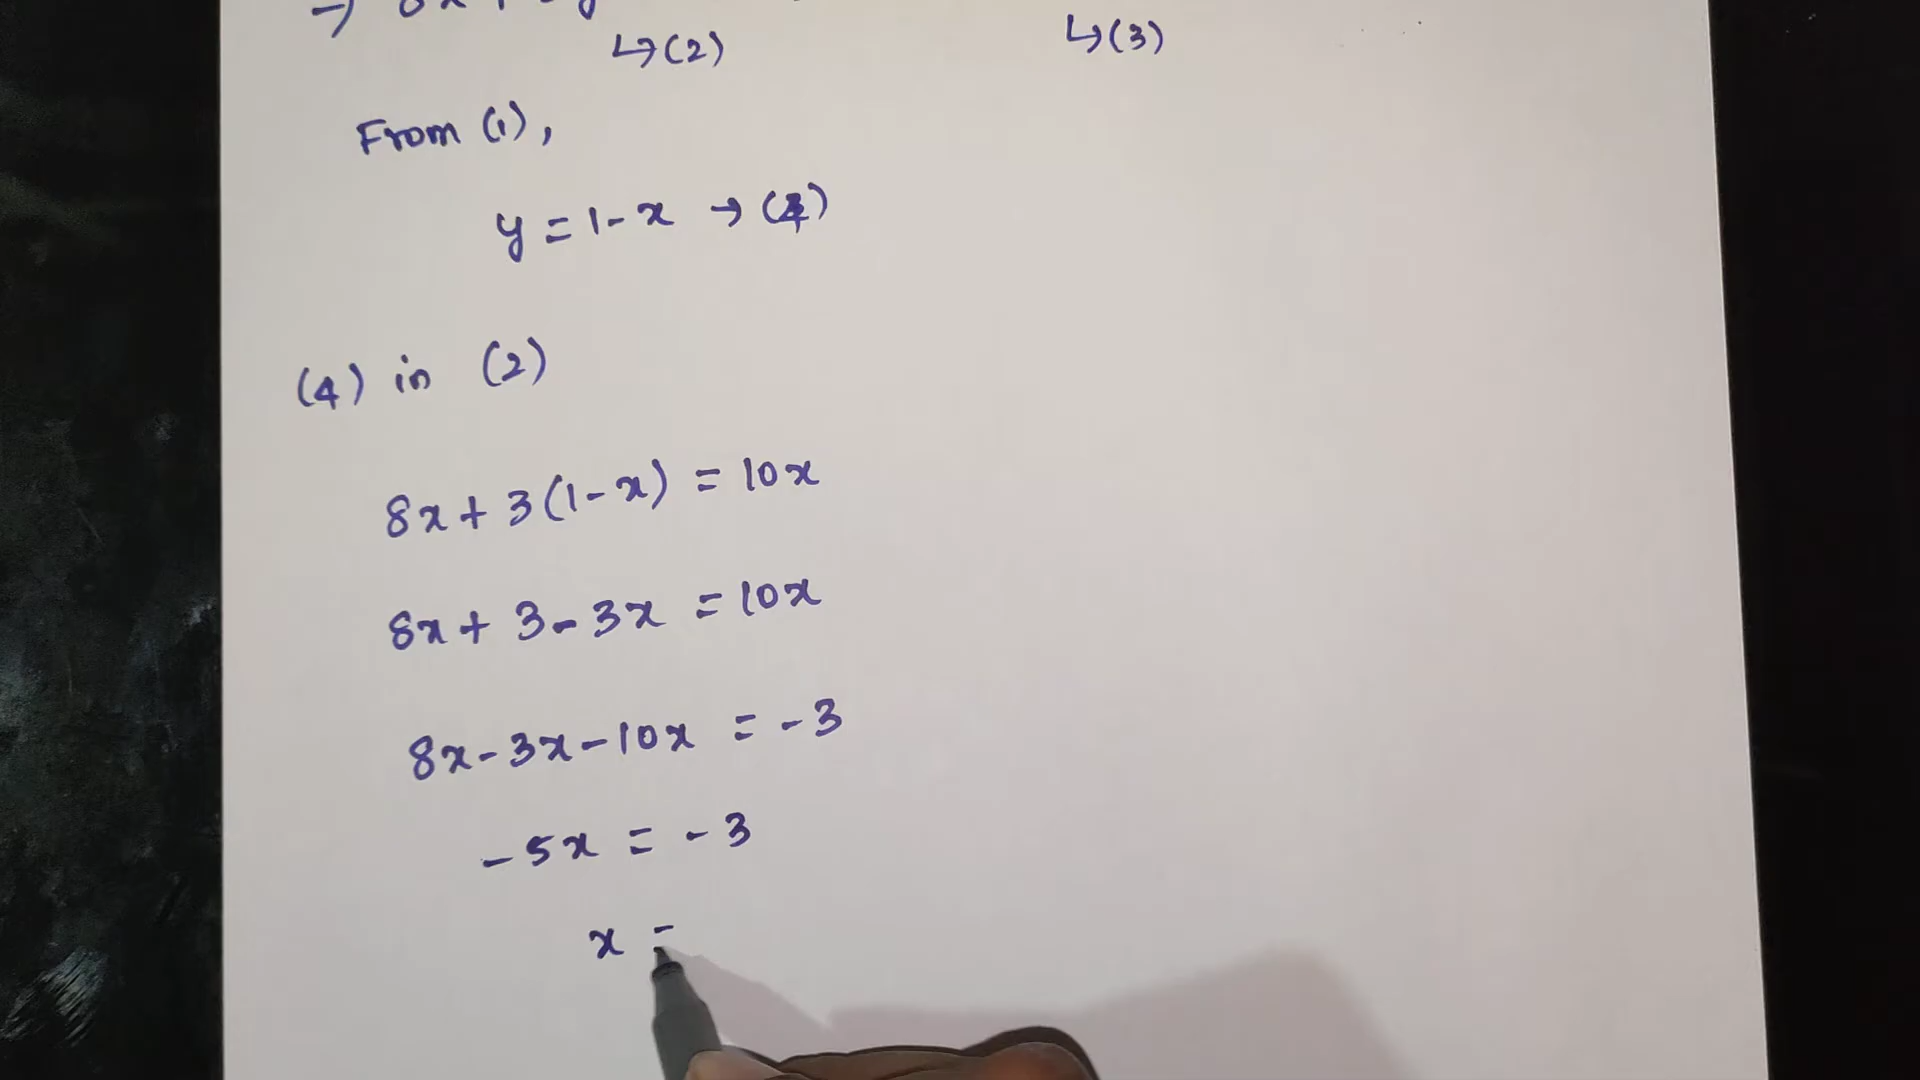 ↳(2) ↳(3)
From (1),
y = 1 - x → (4)
(4) in (2)
8x + 3(1 - x) = 10x
8x + 3 - 3x = 10x
8x - 3x - 10x = -3
-5x = -3
x =